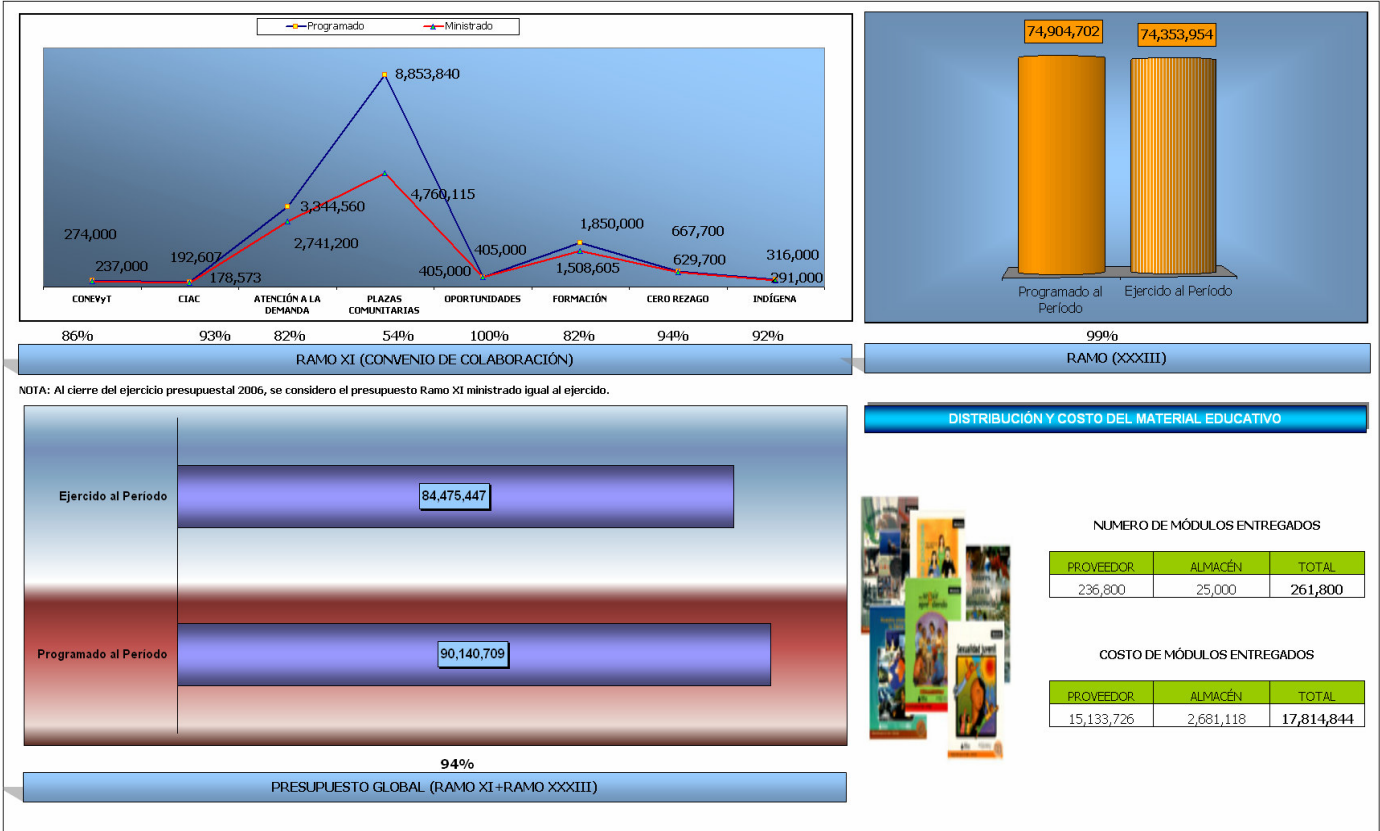 Programado
Ministrado
8,853,840
3,344,560
4,760,115
274,000
237,000
192,607
178,573
2,741,200
405,000
405,000
1,850,000
1,508,605
667,700
629,700
316,000
291,000
CONEVyT
CIAC
ATENCIÓN A LA
DEMANDA
PLAZAS
COMUNITARIAS
OPORTUNIDADES
FORMACIÓN
CERO REZAGO
INDÍGENA
86%
93%
82%
54%
100%
82%
94%
92%
RAMO XI (CONVENIO DE COLABORACIÓN)
74,904,702
74,353,954
Programado al
Período
Ejercido al Período
99%
RAMO (XXXIII)
NOTA: Al cierre del ejercicio presupuestal 2006, se considero el presupuesto Ramo XI ministrado igual al ejercido.
Ejercido al Período
84,475,447
Programado al Período
90,140,709
94%
PRESUPUESTO GLOBAL (RAMO XI+RAMO XXXIII)
DISTRIBUCIÓN Y COSTO DEL MATERIAL EDUCATIVO
Sexualidad juvenil
NUMERO DE MÓDULOS ENTREGADOS
PROVEEDOR ALMACÉN TOTAL
236,800 25,000 261,800
COSTO DE MÓDULOS ENTREGADOS
PROVEEDOR ALMACÉN TOTAL
15,133,726 2,681,118 17,814,844